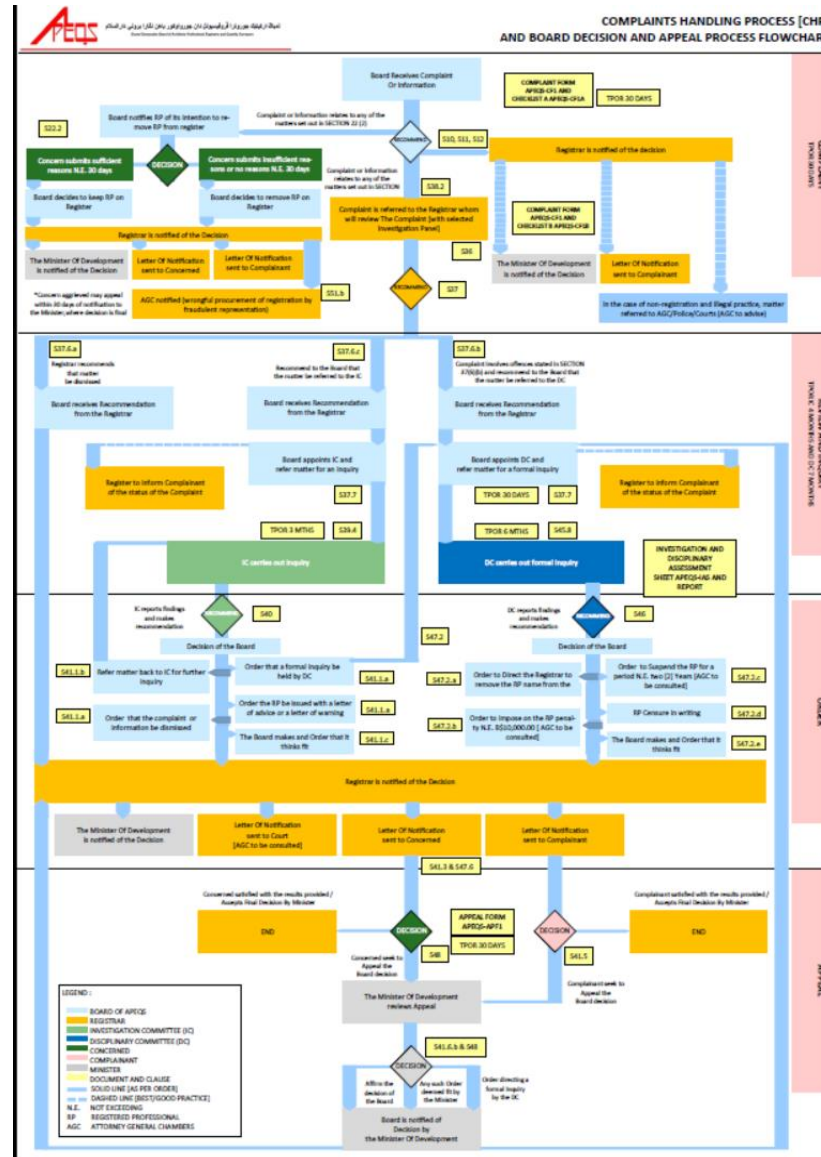 APEQS
COMPLAINTS HANDLING PROCESS [CHP
AND BOARD DECISION AND APPEAL PROCESS FLOWCHAR
Board Receives Complaint
Or Information
COMPLAINT FORM
APEQS-CF1 AND
CHECKLIST A APEQS-CF1A
TPOR 30 DAYS
S22.2
Board notifies RP of its intention to re-
move RP from register
Complaint or Information relates to any of the
matters set out in SECTION 22 (2)
RECOMMEND
S10, S11, S12
Concern submits sufficient
reasons N.E. 30 days
DECISION
Concern submits insufficient rea-
sons or no reasons N.E. 30 days
Registrar is notified of the decision
Complaint or Information
relates to any of the
matters set out in SECTION
S38.2
Board decides to keep RP on
Register
Board decides to remove RP on
Register
Complaint is referred to the Registrar whom
will review The Complaint [with selected
Investigation Panel]
COMPLAINT FORM
APEQS-CF1 AND
CHECKLIST B APEQS-CF1B
Registrar is notified of the Decision
S36
The Minister Of Development
is notified of the Decision
Letter Of Notification
sent to Concerned
Letter Of Notification
sent to Complainant
The Minister Of Development
is notified of the Decision
Letter Of Notification
sent to Complainant
S37
RECOMMEND
*Concern aggrieved may appeal
within 30 days of notification to
the Minister, where decision is final
S51.b
AGC notified (wrongful procurement of registration by
fraudulent representation)
In the case of non-registration and illegal practice, matter
referred to AGC/Police/Courts (AGC to advise)
TPOR 30 DAYS
S37.6.a
S37.6.c
S37.6.b
Registrar recommends
that matter
be dismissed
Recommend to the Board that
the matter be referred to the IC
Complaint involves offences stated in SECTION
37(6)(b) and recommend to the Board that
the matter be referred to the DC
Board receives Recommendation
from the Registrar
Board receives Recommendation
from the Registrar
Board receives Recommendation
from the Registrar
TPOR IC 4 MONTHS AND DC 7 MONTHS
Board appoints IC and
refer matter for an Inquiry
Board appoints DC and
refer matter for a formal Inquiry
Register to inform Complainant
of the status of the Complaint
Register to inform Complainant
of the status of the Complaint
S37.7
TPOR 30 DAYS
S37.7
TPOR 3 MTHS
S39.4
TPOR 6 MTHS
S45.8
IC carries out Inquiry
DC carries out formal Inquiry
INVESTIGATION AND
DISCIPLINARY
ASSESSMENT
SHEET APEQS-IAS AND
REPORT
IC reports findings
and makes
recommendation
RECOMMEND
S40
DC reports findings
and makes
recommendation
RECOMMEND
S46
S47.2
Decision of the Board
Decision of the Board
S41.1.b
Refer matter back to IC for further
Inquiry
Order that a formal inquiry be
held by DC
S41.1.a
S47.2.a
Order to Direct the Registrar to
remove the RP name from the
Order to Suspend the RP for a
period N.E. two (2) Years [AGC to
be consulted]
S47.2.c
S41.1.a
Order that the complaint or
information be dismissed
Order the RP be issued with a letter
of advice or a letter of warning
S41.1.a
S47.2.b
Order to Impose on the RP penal-
ty N.E. B$10,000.00 [ AGC to be
consulted]
RP Censure in writing
S47.2.d
The Board makes and Order that it
thinks fit
S41.1.c
The Board makes and Order that it
thinks fit
S47.2.e
ORDER
Registrar is notified of the Decision
The Minister Of Development
is notified of the Decision
Letter Of Notification
sent to Court
[AGC to be consulted]
Letter Of Notification
sent to Concerned
Letter Of Notification
sent to Complainant
S41.3 & S47.6
Concerned satisfied with the results provided /
Accepts Final Decision By Minister
Complainant satisfied with the results provided /
Accepts Final Decision By Minister
END
DECISION
APPEAL FORM
APEQS-APF1
TPOR 30 DAYS
DECISION
END
S48
S41.5
Concerned seek to
Appeal the
Board decision
Complainant seek to
Appeal the
Board decision
APPEAL
The Minister Of Development
reviews Appeal
S41.6.b & S48
DECISION
Affirm the
decision of
the Board
Any such Order
deemed fit by
the Minister
Order directing a
formal Inquiry
by the DC
Board is notified of
Decision by
the Minister Of Development
LEGEND :
BOARD OF APEQS
REGISTRAR
INVESTIGATION COMMITTEE (IC)
DISCIPLINARY COMMITTEE (DC)
CONCERNED
COMPLAINANT
MINISTER
DOCUMENT AND CLAUSE
SOLID LINE [AS PER ORDER]
DASHED LINE [BEST/GOOD PRACTICE]
N.E. NOT EXCEEDING
RP REGISTERED PROFESSIONAL
AGC ATTORNEY GENERAL CHAMBERS